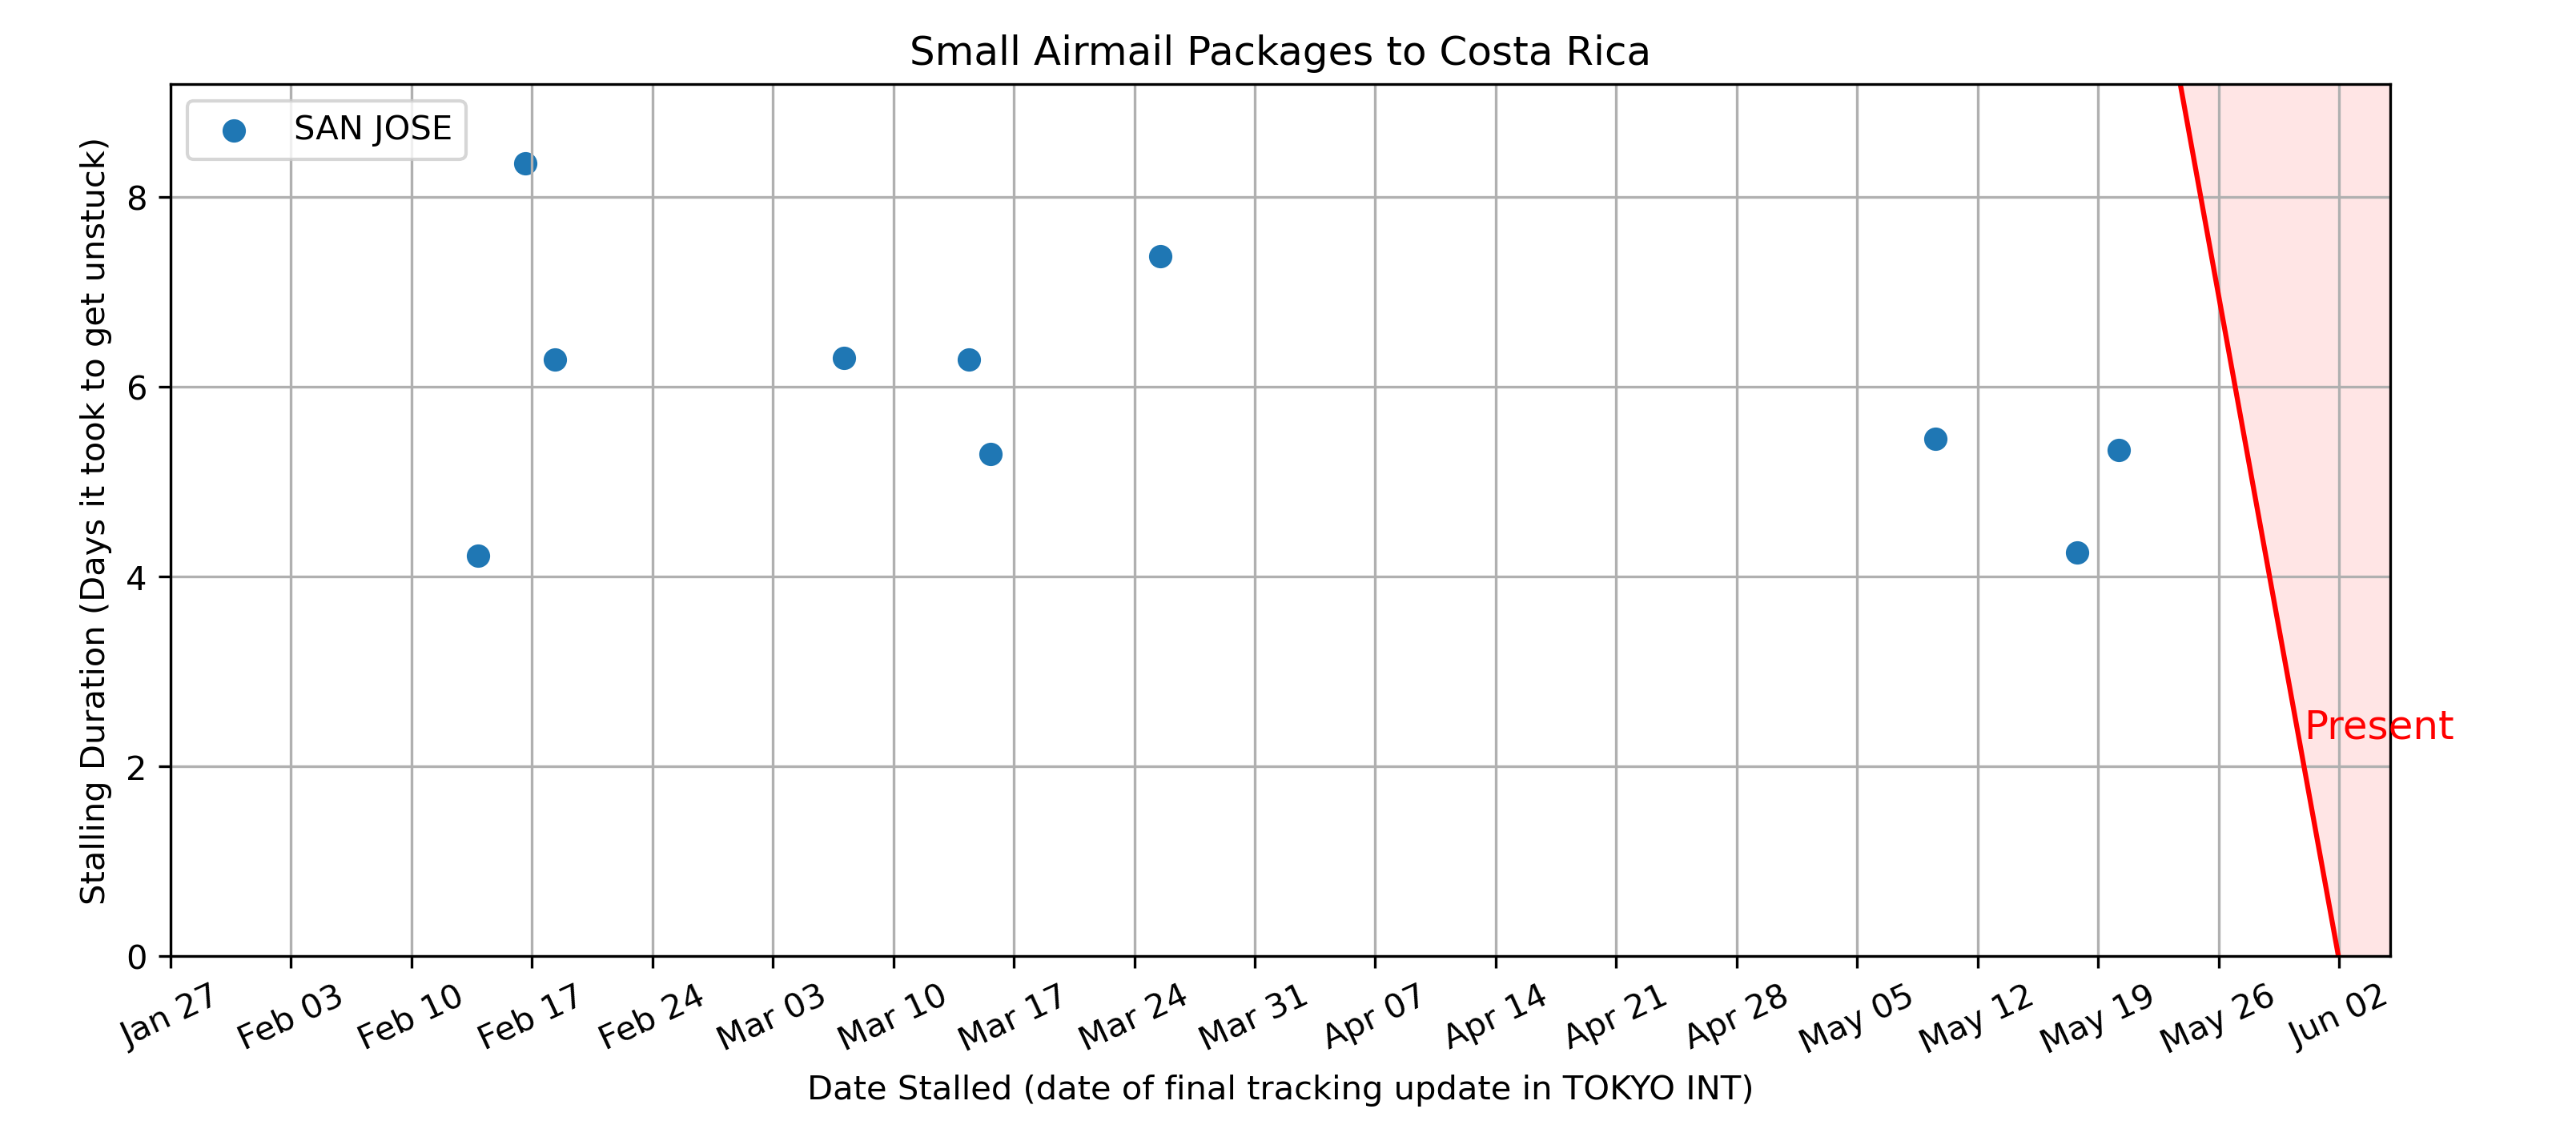 Small Airmail Packages to Costa Rica
SAN JOSE
Stalling Duration (Days it took to get unstuck)
8
6
4
2
0
Present
Jan 27
Feb 03
Feb 10
Feb 17
Feb 24
Mar 03
Mar 10
Mar 17
Mar 24
Mar 31
Apr 07
Apr 14
Apr 21
Apr 28
May 05
May 12
May 19
May 26
Jun 02
Date Stalled (date of final tracking update in TOKYO INT)